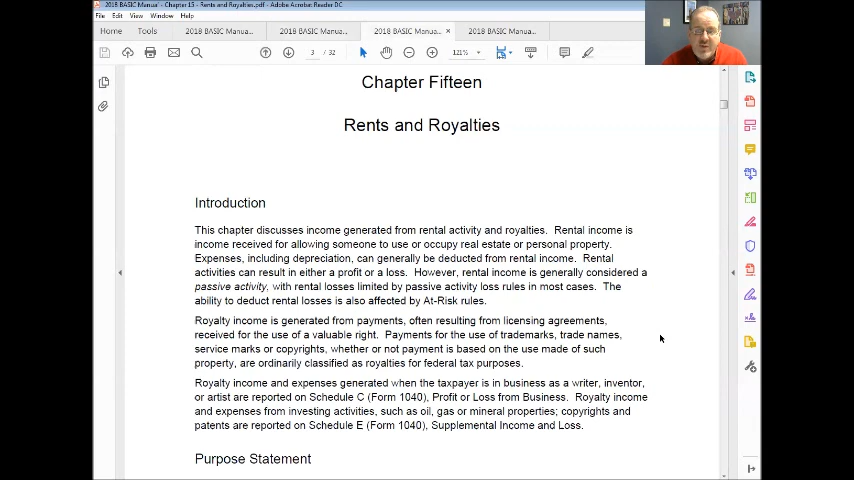 2018 BASIC Manual - Chapter 15 - Rents and Royalties.pdf - Adobe Acrobat Reader DC
File Edit View Window Help
Home Tools 2018 BASIC Manua... 2018 BASIC Manua... 2018 BASIC Manua... × 2018 BASIC Manua...
3 / 32 121%
Chapter Fifteen
Rents and Royalties
Introduction
This chapter discusses income generated from rental activity and royalties. Rental income is
income received for allowing someone to use or occupy real estate or personal property.
Expenses, including depreciation, can generally be deducted from rental income. Rental
activities can result in either a profit or a loss. However, rental income is generally considered a
passive activity, with rental losses limited by passive activity loss rules in most cases. The
ability to deduct rental losses is also affected by At-Risk rules.
Royalty income is generated from payments, often resulting from licensing agreements,
received for the use of a valuable right. Payments for the use of trademarks, trade names,
service marks or copyrights, whether or not payment is based on the use made of such
property, are ordinarily classified as royalties for federal tax purposes.
Royalty income and expenses generated when the taxpayer is in business as a writer, inventor,
or artist are reported on Schedule C (Form 1040), Profit or Loss from Business. Royalty income
and expenses from investing activities, such as oil, gas or mineral properties; copyrights and
patents are reported on Schedule E (Form 1040), Supplemental Income and Loss.
Purpose Statement